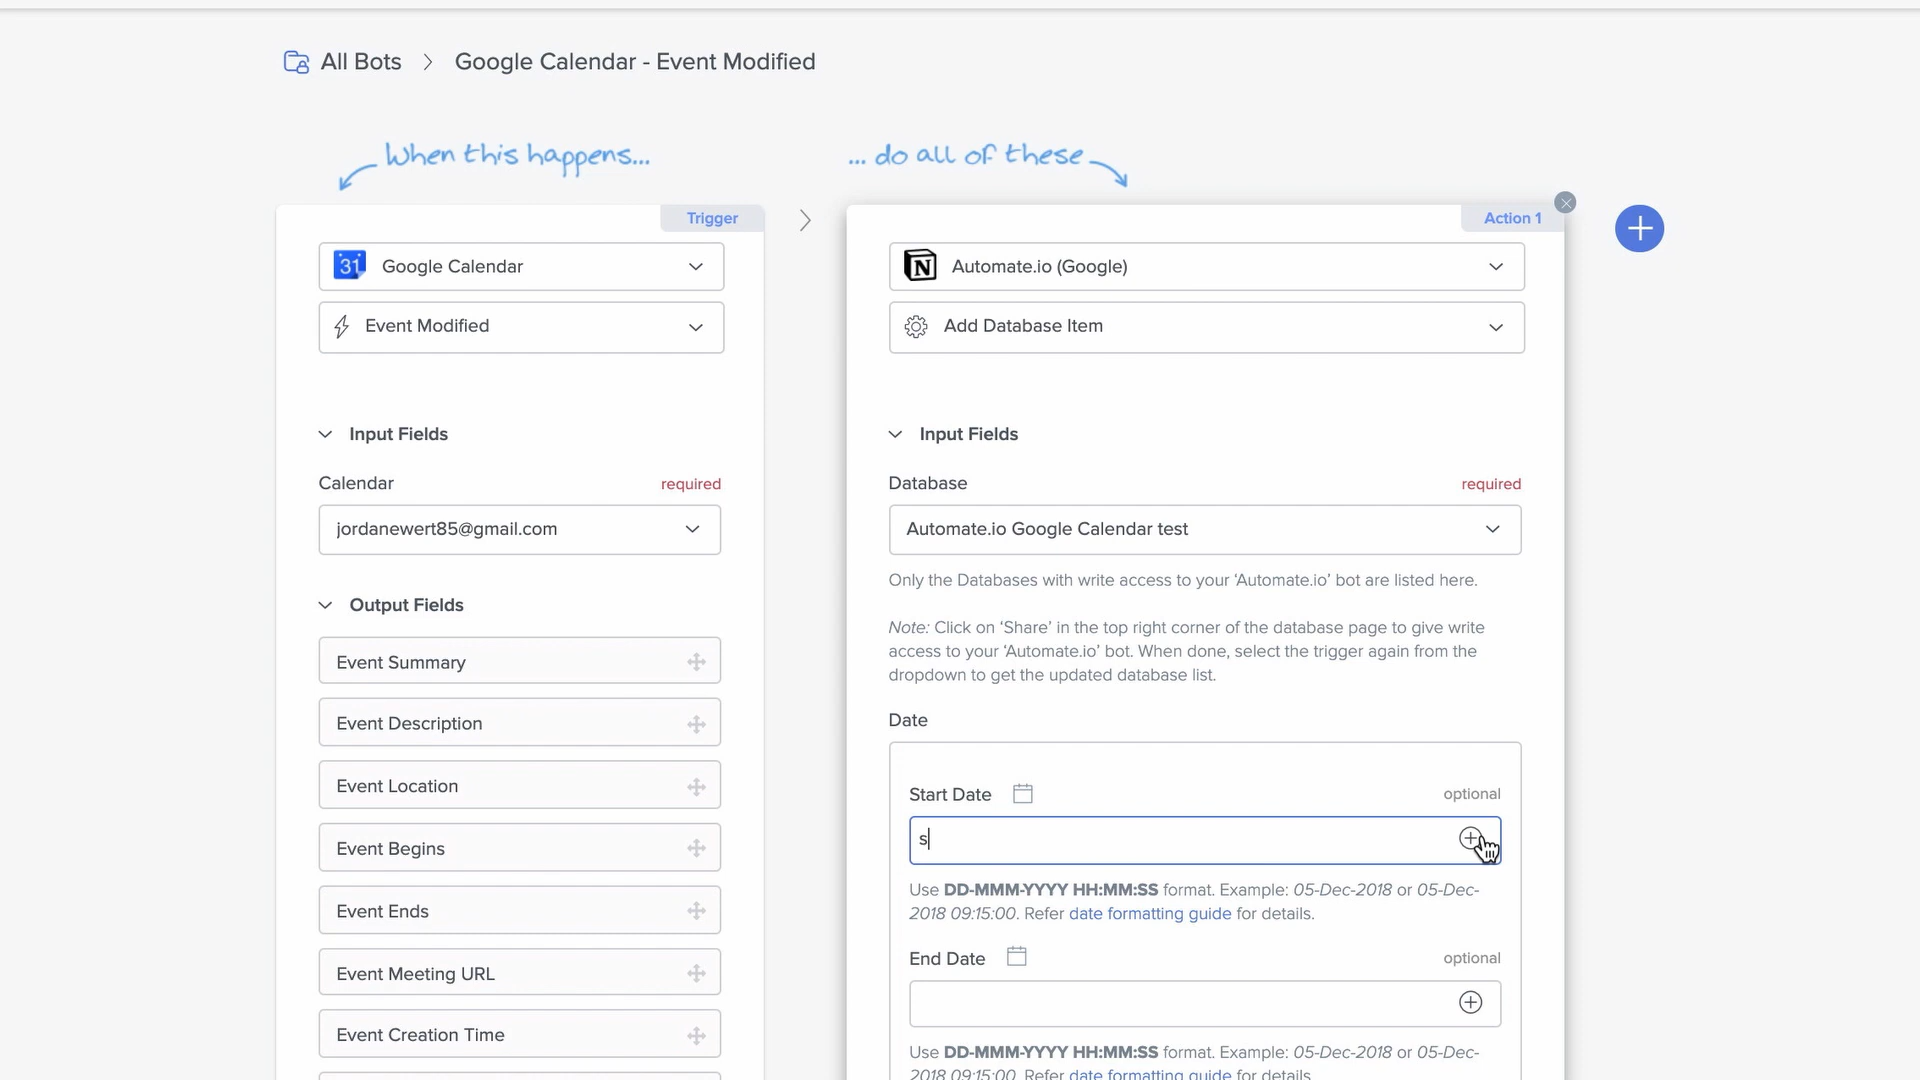 All Bots > Google Calendar - Event Modified
When this happens...
... do all of these
Trigger
Action 1
31 Google Calendar
Event Modified
Input Fields
Calendar required
jordanewert85@gmail.com
Output Fields
Event Summary
Event Description
Event Location
Event Begins
Event Ends
Event Meeting URL
Event Creation Time
N Automate.io (Google)
Add Database Item
Input Fields
Database required
Automate.io Google Calendar test
Only the Databases with write access to your ‘Automate.io’ bot are listed here.
Note: Click on ‘Share’ in the top right corner of the database page to give write
access to your ‘Automate.io’ bot. When done, select the trigger again from the
dropdown to get the updated database list.
Date
Start Date optional
s
Use DD-MMM-YYYY HH:MM:SS format. Example: 05-Dec-2018 or 05-Dec-
2018 09:15:00. Refer date formatting guide for details.
End Date optional
Use DD-MMM-YYYY HH:MM:SS format. Example: 05-Dec-2018 or 05-Dec-
2018 09:15:00. Refer date formatting guide for details.